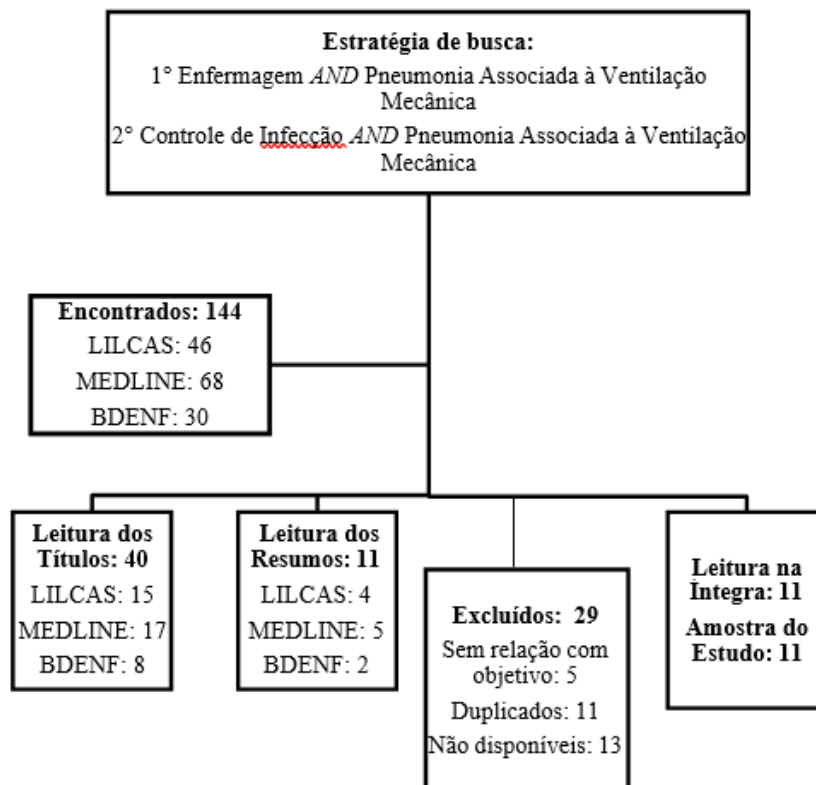 Estratégia de busca:
1° Enfermagem AND Pneumonia Associada à Ventilação
Mecânica
2° Controle de Infecção AND Pneumonia Associada à Ventilação
Mecânica
Encontrados: 144
LILCAS: 46
MEDLINE: 68
BDENF: 30
Leitura dos
Títulos: 40
LILCAS: 15
MEDLINE: 17
BDENF: 8
Leitura dos
Resumos: 11
LILCAS: 4
MEDLINE: 5
BDENF: 2
Excluídos: 29
Sem relação com
objetivo: 5
Duplicados: 11
Não disponíveis: 13
Leitura na
Íntegra: 11
Amostra do
Estudo: 11